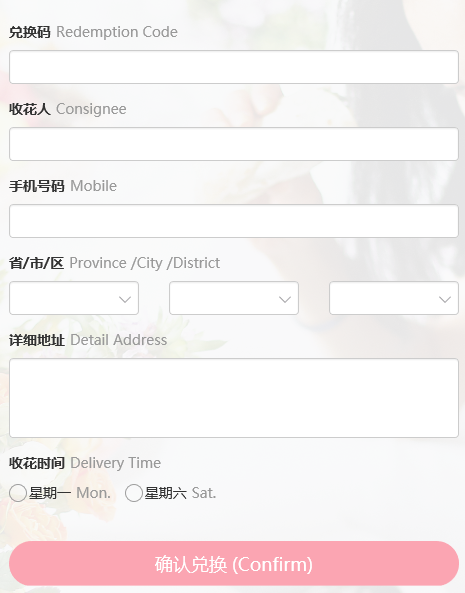 兑换码 Redemption Code
收花人 Consignee
手机号码 Mobile
省/市/区 Province /City /District
详细地址 Detail Address
收花时间 Delivery Time
星期一 Mon. 星期六 Sat.
确认兑换 (Confirm)